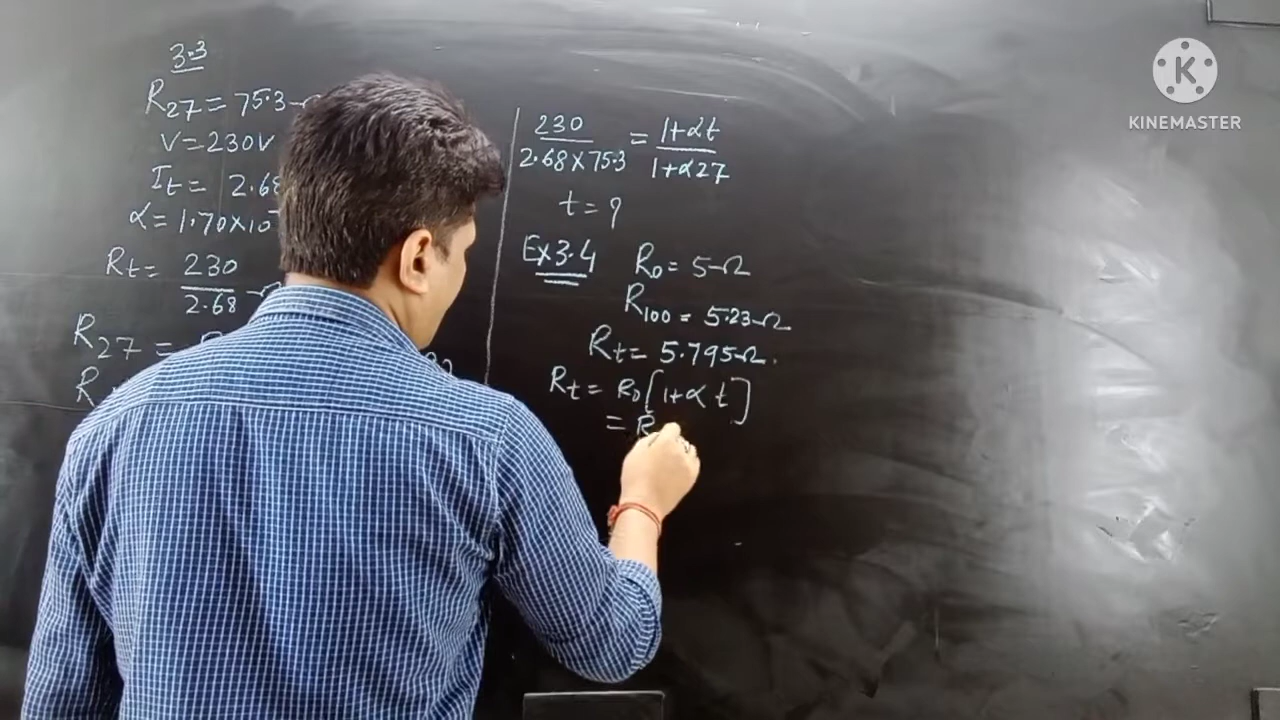 3.3
R27 = 75.3
V = 230V
It = 2.68
α = 1.70×10
Rt = 230
2.68
R27 =
R
230 / 2.68×75.3 = 1+αt / 1+α27
t = ?
Ex 3.4
R0 = 5Ω
R100 = 5.23Ω
Rt = 5.795Ω.
Rt = R0[1+αt]
= R
K
KINEMASTER